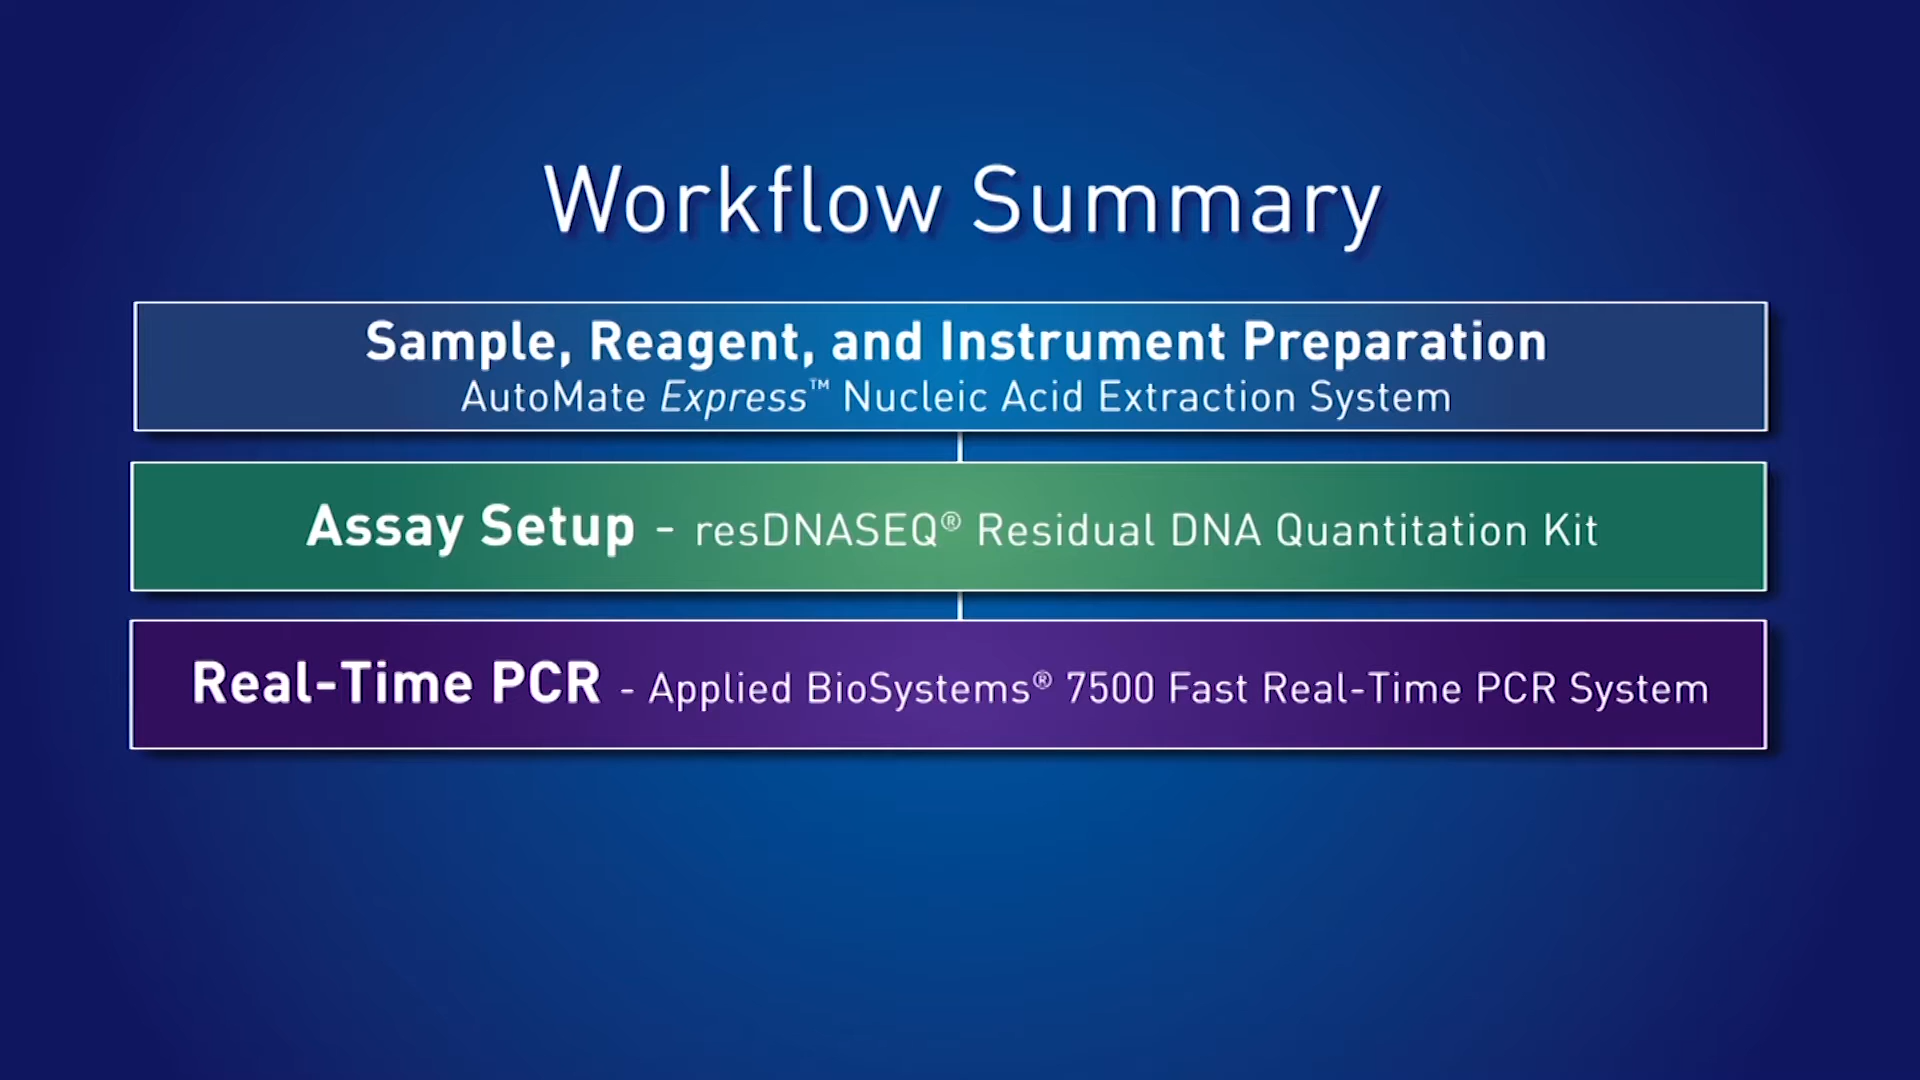 Workflow Summary
Sample, Reagent, and Instrument Preparation
AutoMate Express™ Nucleic Acid Extraction System
Assay Setup - resDNASEQ® Residual DNA Quantitation Kit
Real-Time PCR - Applied BioSystems® 7500 Fast Real-Time PCR System